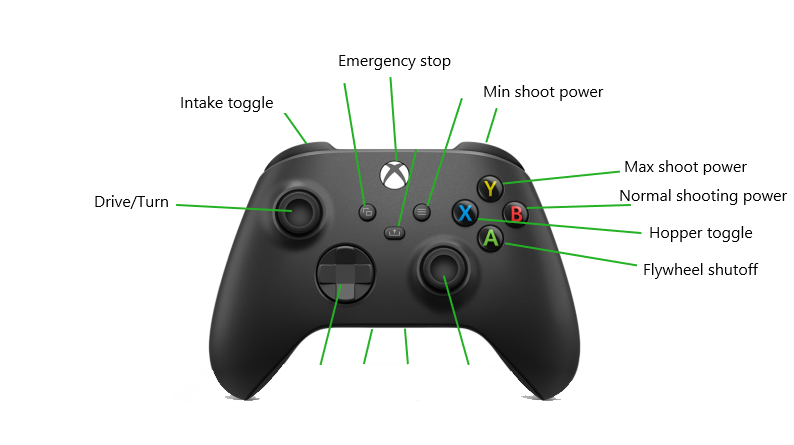 Emergency stop
Intake toggle
Min shoot power
Max shoot power
Drive/Turn
Normal shooting power
Hopper toggle
Flywheel shutoff
Y
X
B
A